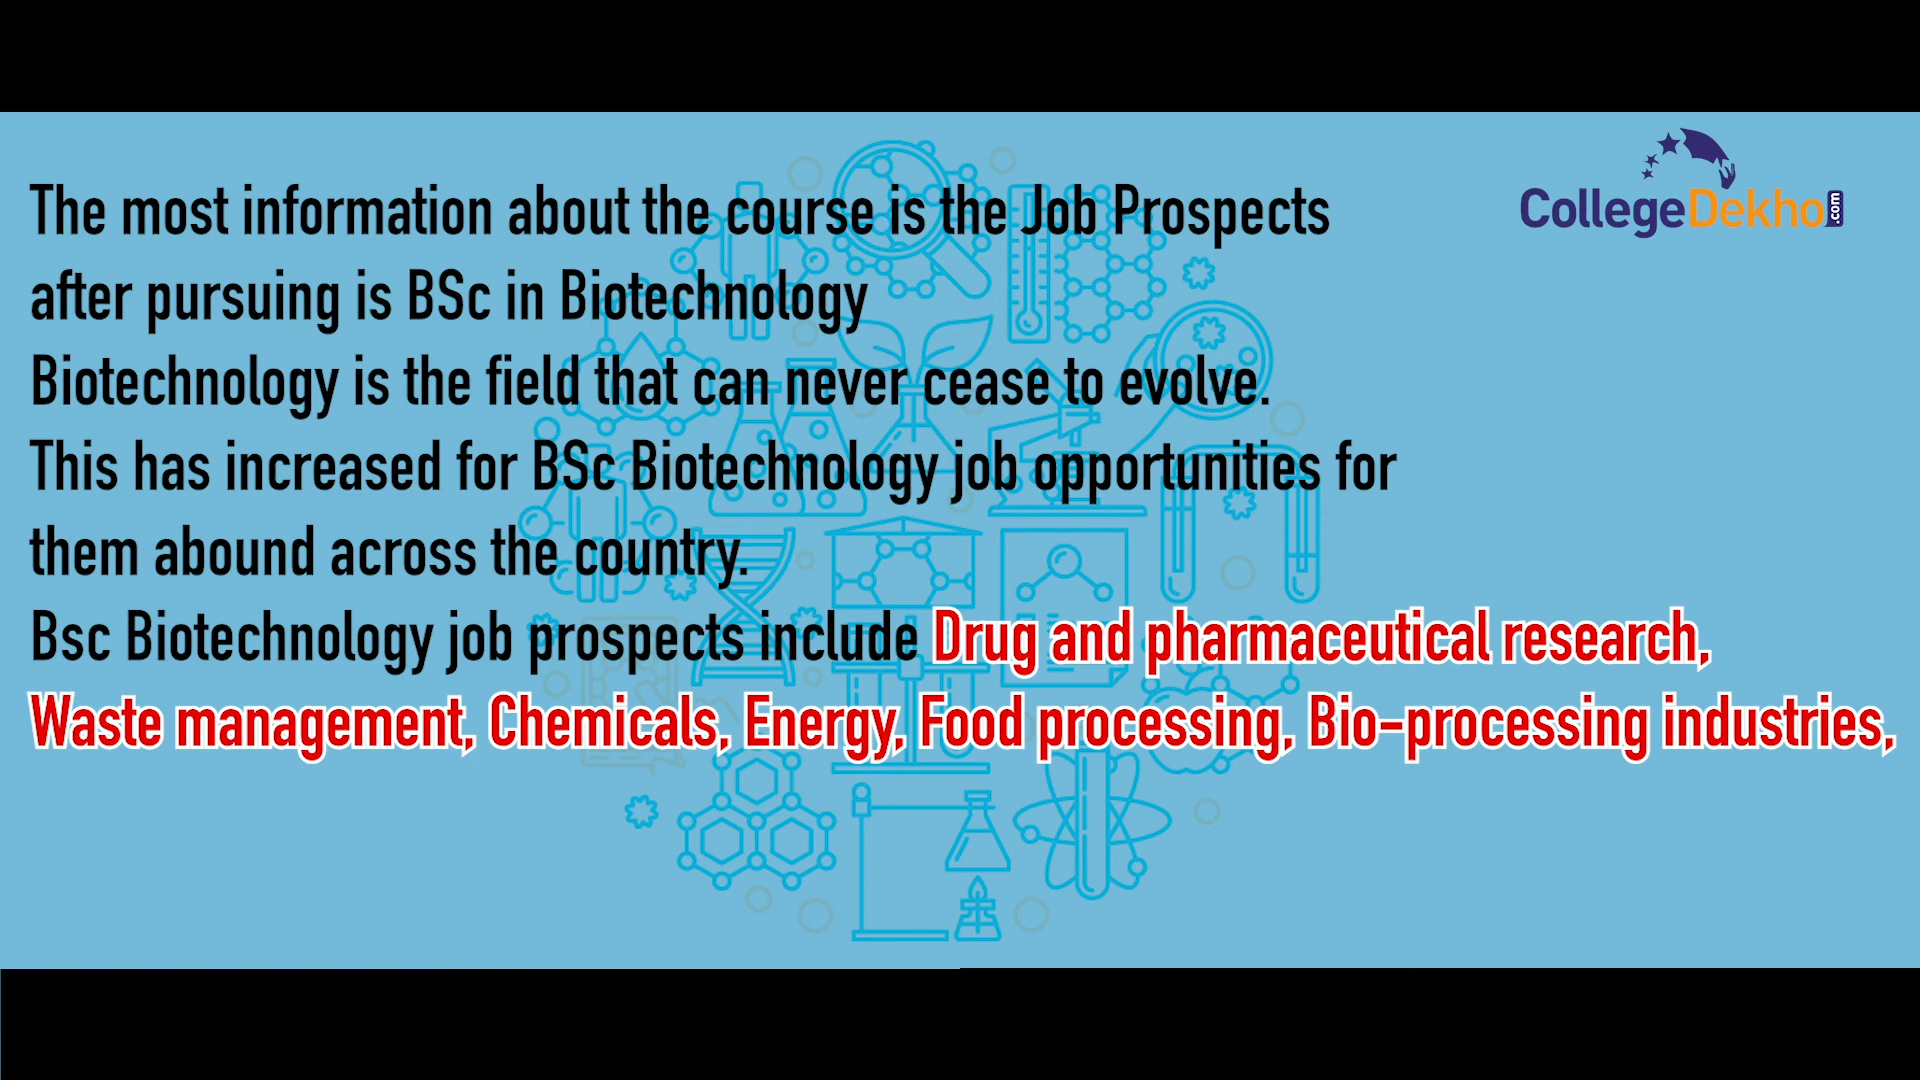 The most information about the course is the Job Prospects
CollegeDekho.com
after pursuing is BSc in Biotechnology
Biotechnology is the field that can never cease to evolve.
This has increased for BSc Biotechnology job opportunities for
them abound across the country.
Bsc Biotechnology job prospects include Drug and pharmaceutical research,
Waste management, Chemicals, Energy, Food processing, Bio-processing industries,